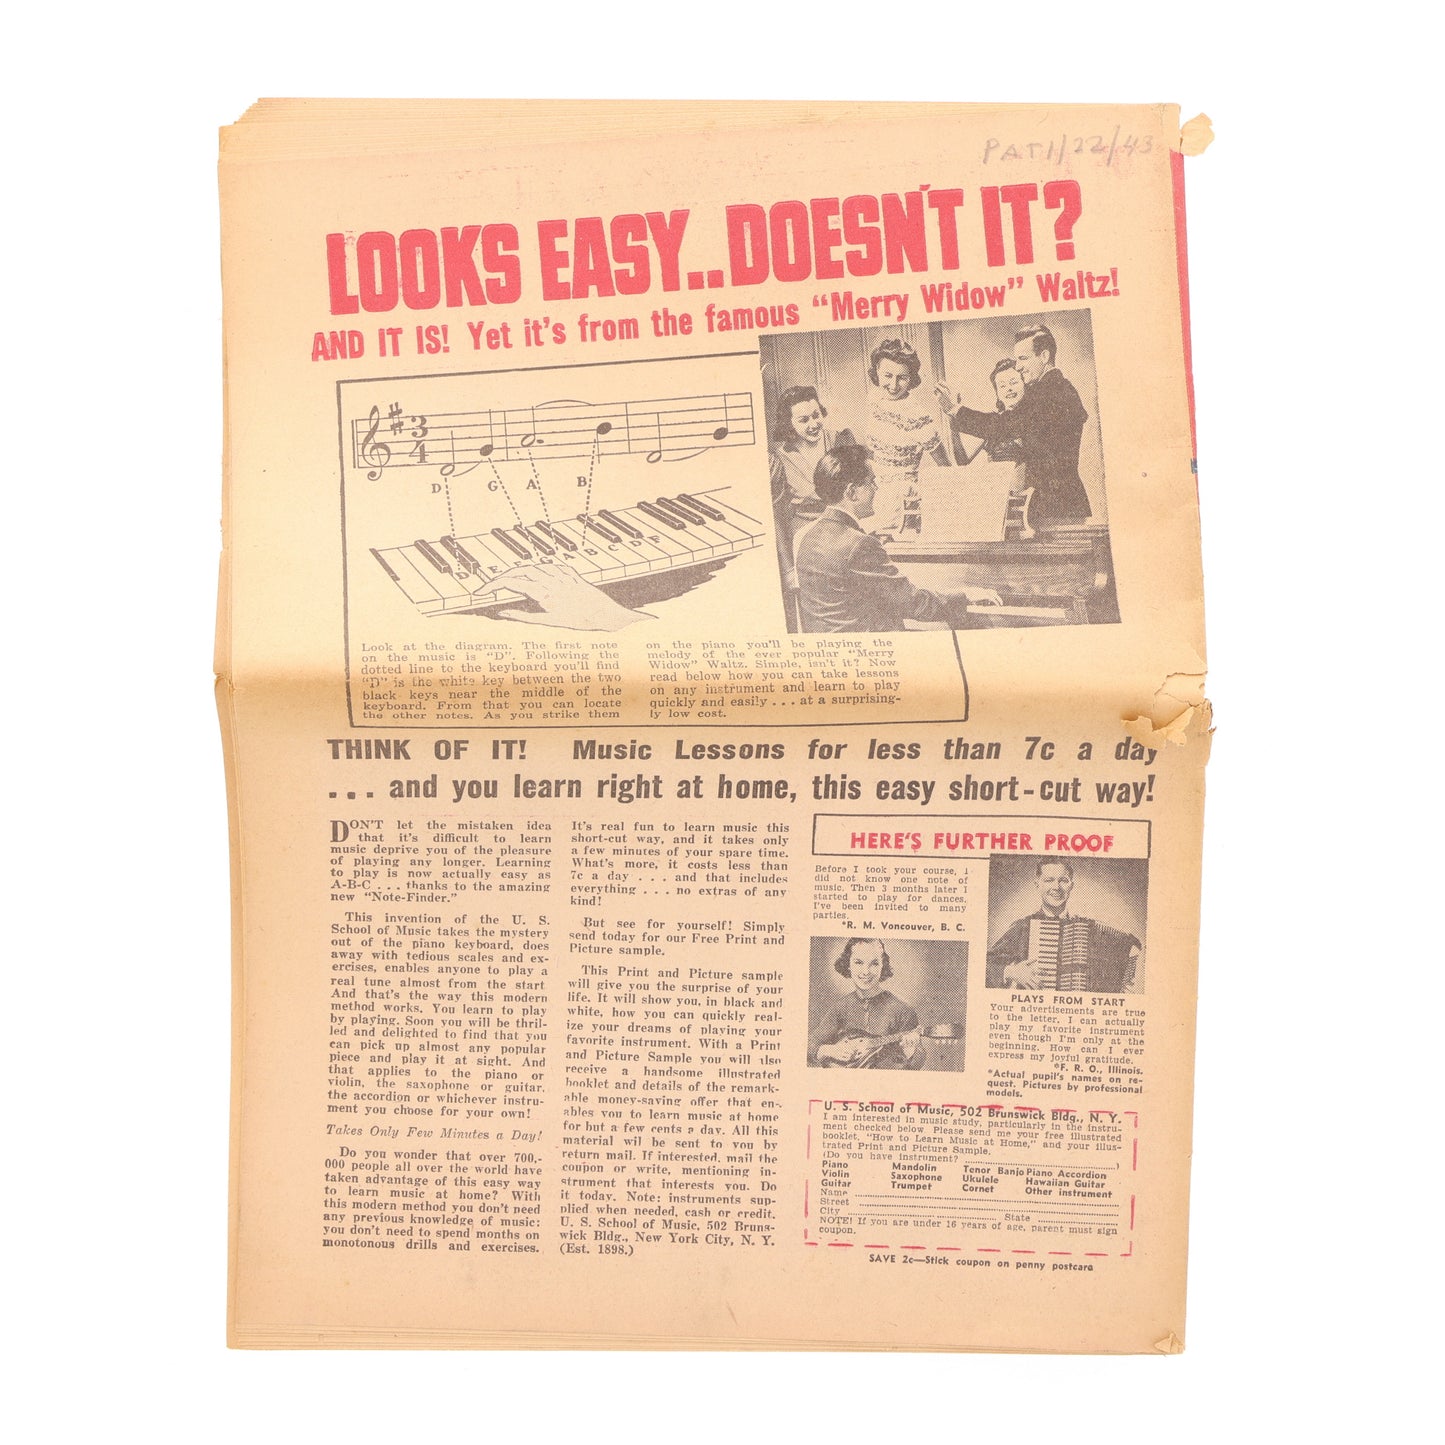 PAT 1/22/43
LOOKS EASY..DOESN'T IT?
AND IT IS! Yet it's from the famous "Merry Widow" Waltz!
3
4
D G A B
D E F G A B C D F
Look at the diagram. The first note
on the music is "D". Following the
dotted line to the keyboard you'll find
"D" is the white key between the two
black keys near the middle of the
keyboard. From that you can locate
the other notes. As you strike them
on the piano you'll be playing the
melody of the ever popular "Merry
Widow" Waltz. Simple, isn't it? Now
read below how you can take lessons
on any instrument and learn to play
quickly and easily . . . at a surprising-
ly low cost.
THINK OF IT! Music Lessons for less than 7c a day
. . . and you learn right at home, this easy short-cut way!
DON'T let the mistaken idea
that it's difficult to learn
music deprive you of the pleasure
of playing any longer. Learning
to play is now actually easy as
A-B-C . . . thanks to the amazing
new "Note-Finder."
This invention of the U. S.
School of Music takes the mystery
out of the piano keyboard, does
away with tedious scales and ex-
ercises, enables anyone to play a
real tune almost from the start
And that's the way this modern
method works. You learn to play
by playing. Soon you will be thril-
led and delighted to find that you
can pick up almost any popular
piece and play it at sight. And
that applies to the piano or
violin, the saxophone or guitar,
the accordion or whichever instru-
ment you choose for your own!
Takes Only Few Minutes a Day!
Do you wonder that over 700,-
000 people all over the world have
taken advantage of this easy way
to learn music at home? With
this modern method you don't need
any previous knowledge of music:
you don't need to spend months on
monotonous drills and exercises.
It's real fun to learn music this
short-cut way, and it takes only
a few minutes of your spare time.
What's more, it costs less than
7c a day . . . and that includes
everything . . . no extras of any
kind!
But see for yourself! Simply
send today for our Free Print and
Picture sample.
This Print and Picture sample
will give you the surprise of your
life. It will show you, in black and
white, how you can quickly real-
ize your dreams of playing your
favorite instrument. With a Print
and Picture Sample you will also
receive a handsome illustrated
booklet and details of the remark-
able money-saving offer that en-
ables you to learn music at home
for but a few cents a day. All this
material wil be sent to you by
return mail. If interested, mail the
coupon or write, mentioning in-
strument that interests you. Do
it today. Note: instruments sup-
plied when needed, cash or credit.
U. S. School of Music, 502 Bruns-
wick Bldg., New York City, N. Y.
(Est. 1898.)
HERE'S FURTHER PROOF
Before I took your course, I
did not know one note of
music. Then 3 months later I
started to play for dances.
I've been invited to many
parties.
*R. M. Voncouver, B. C.
PLAYS FROM START
Your advertisements are true
to the letter. I can actually
play my favorite instrument
even though I'm only at the
beginning. How can I ever
express my joyful gratitude.
*F. R. O., Illinois.
*Actual pupil's names on re-
quest. Pictures by professional
models.
U. S. School of Music, 502 Brunswick Bldg., N. Y.
I am interested in music study, particularly in the instru-
ment checked below. Please send me your free illustrated
booklet, "How to Learn Music at Home," and your illus-
trated Print and Picture Sample.
(Do you have instrument? ..............................)
Piano Mandolin Tenor Banjo Piano Accordion
Violin Saxophone Ukulele Hawaiian Guitar
Guitar Trumpet Cornet Other instrument
Name
Street
City State
NOTE! If you are under 16 years of age, parent must sign
coupon.
SAVE 2c—Stick coupon on penny postcard